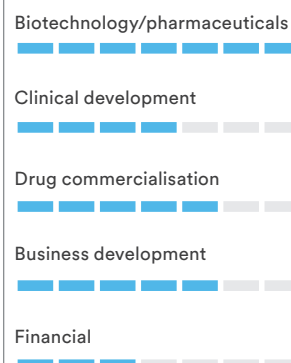 Biotechnology/pharmaceuticals
Clinical development
Drug commercialisation
Business development
Financial